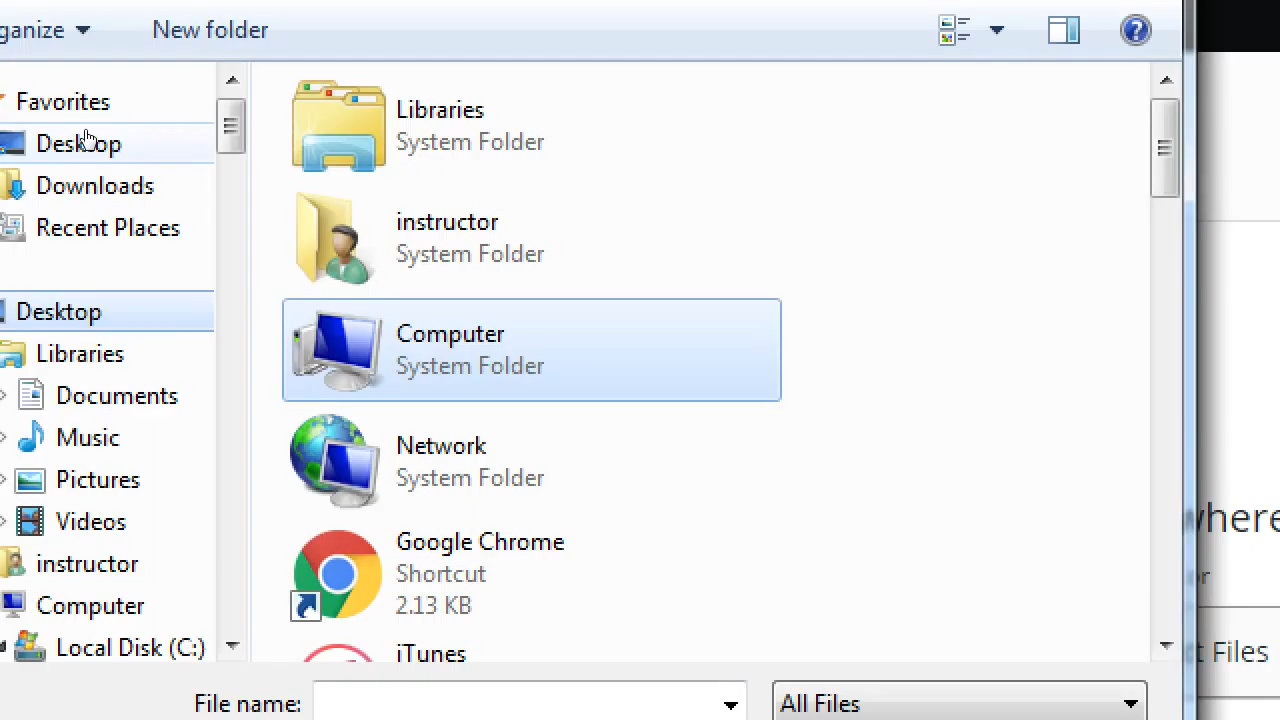 ganize
New folder
Favorites
Desktop
Downloads
Recent Places
Desktop
Libraries
Documents
Music
Pictures
Videos
instructor
Computer
Local Disk (C:)
Libraries
System Folder
instructor
System Folder
Computer
System Folder
Network
System Folder
Google Chrome
Shortcut
2.13 KB
iTunes
File name:
All Files
where
or
t Files